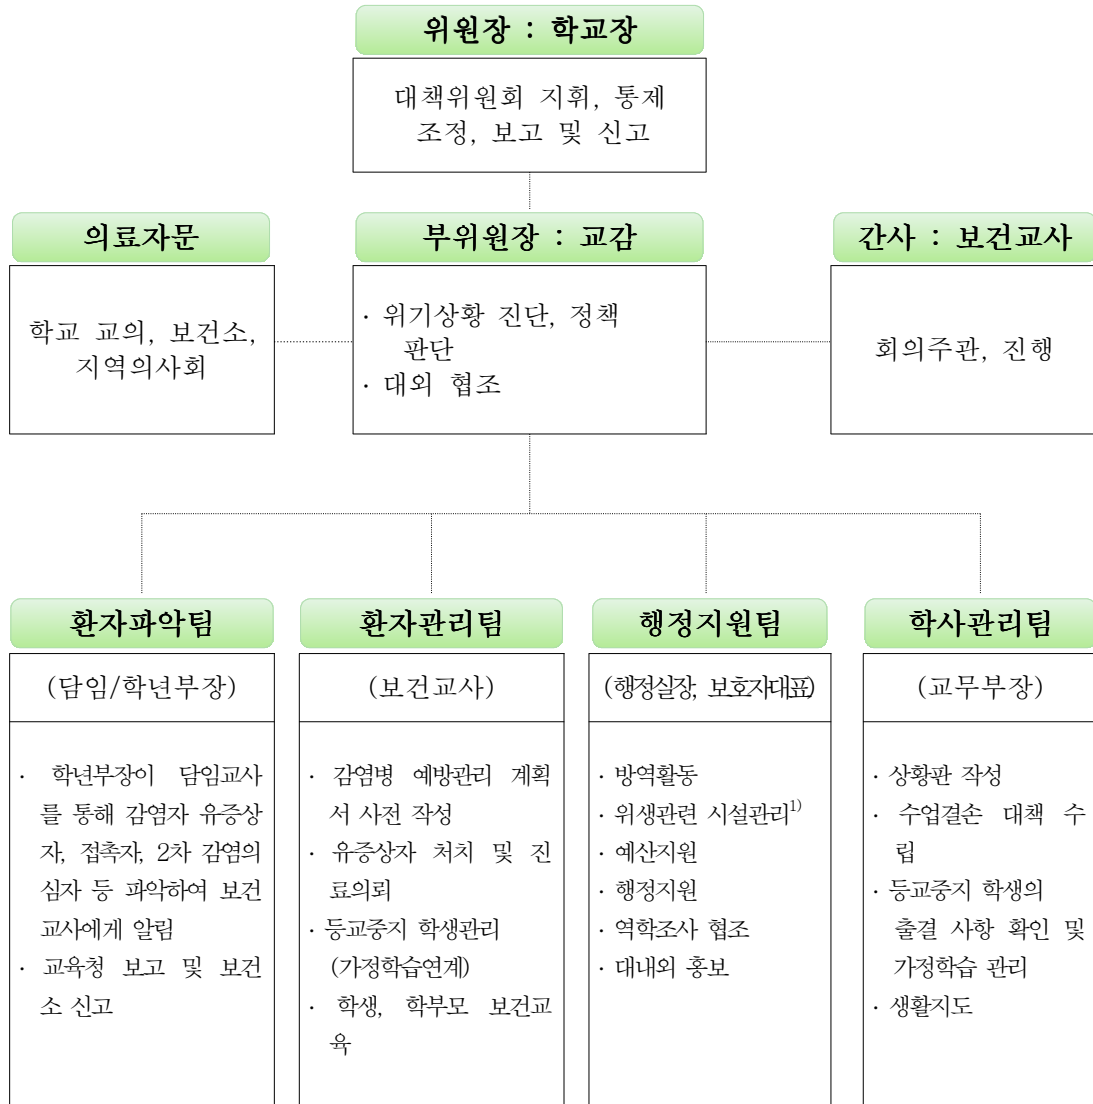 위원장 : 학교장
대책위원회 지휘, 통제
조정, 보고 및 신고
의료자문
학교 교의, 보건소,
지역의사회
부위원장 : 교감
· 위기상황 진단, 정책
판단
· 대외 협조
간사 : 보건교사
회의주관, 진행
환자파악팀
(담임/학년부장)
· 학년부장이 담임교사
를 통해 감염자 유증상
자, 접촉자, 2차 감염의
심자 등 파악하여 보건
교사에게 알림
· 교육청 보고 및 보건
소 신고
환자관리팀
(보건교사)
· 감염병 예방관리 계획
서 사전 작성
· 유증상자 처치 및 진
료의뢰
· 등교중지 학생관리
(가정학습연계)
· 학생, 학부모 보건교
육
행정지원팀
(행정실장, 보호자대표)
· 방역활동
· 위생관련 시설관리1)
· 예산지원
· 행정지원
· 역학조사 협조
· 대내외 홍보
학사관리팀
(교무부장)
· 상황판 작성
· 수업결손 대책 수
립
· 등교중지 학생의
출결 사항 확인 및
가정학습 관리
· 생활지도